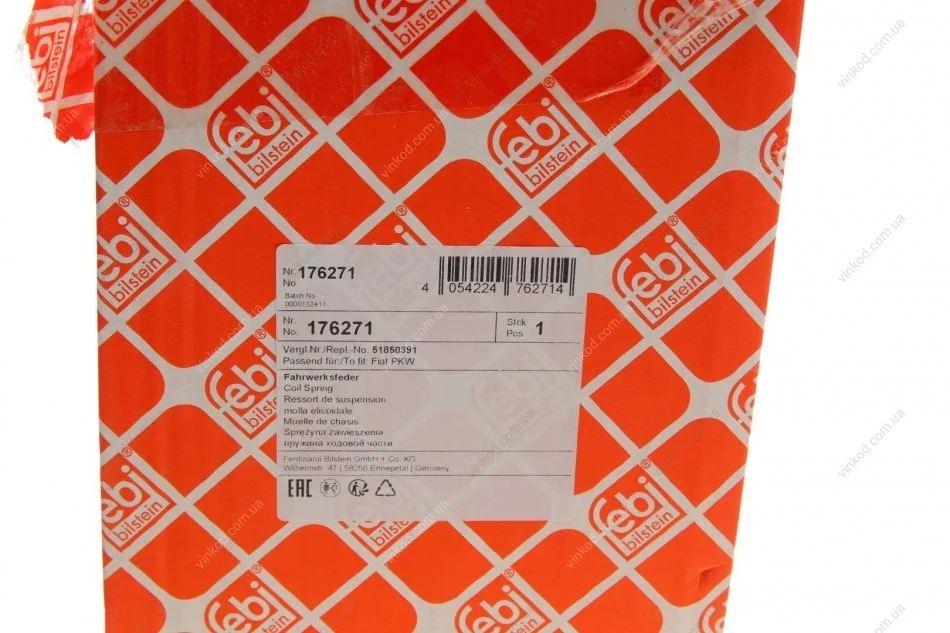 febi®
bilstein
Nr. 176271
No
Batch No
0000132411
4 054224 762714
Nr.
No. 176271
Stck
Pcs 1
Vergl.Nr./Repl.-No: 51850391
Passend für:/To fit: Fiat PKW
Fahrwerksfeder
Coil Spring
Ressort de suspension
molla elicoidale
Muelle de chasis
Sprężyna zawieszenia
пружина ходовой части
Ferdinand Bilstein GmbH + Co. KG
Wilhelmstr. 47 | 58256 Ennepetal | Germany
EAC
vinkod.com.ua